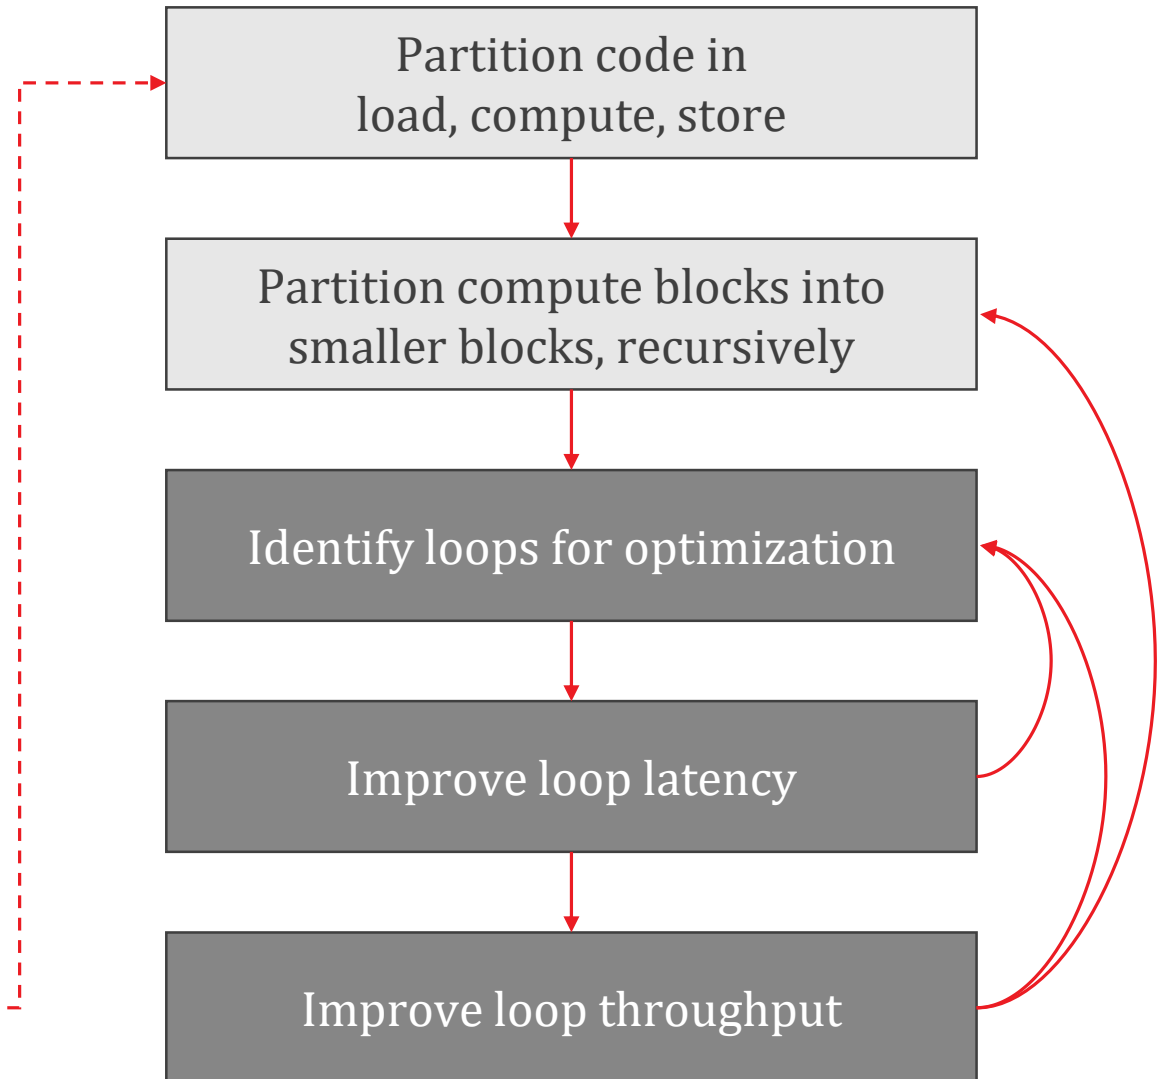 Partition code in
load, compute, store
Partition compute blocks into
smaller blocks, recursively
Identify loops for optimization
Improve loop latency
Improve loop throughput